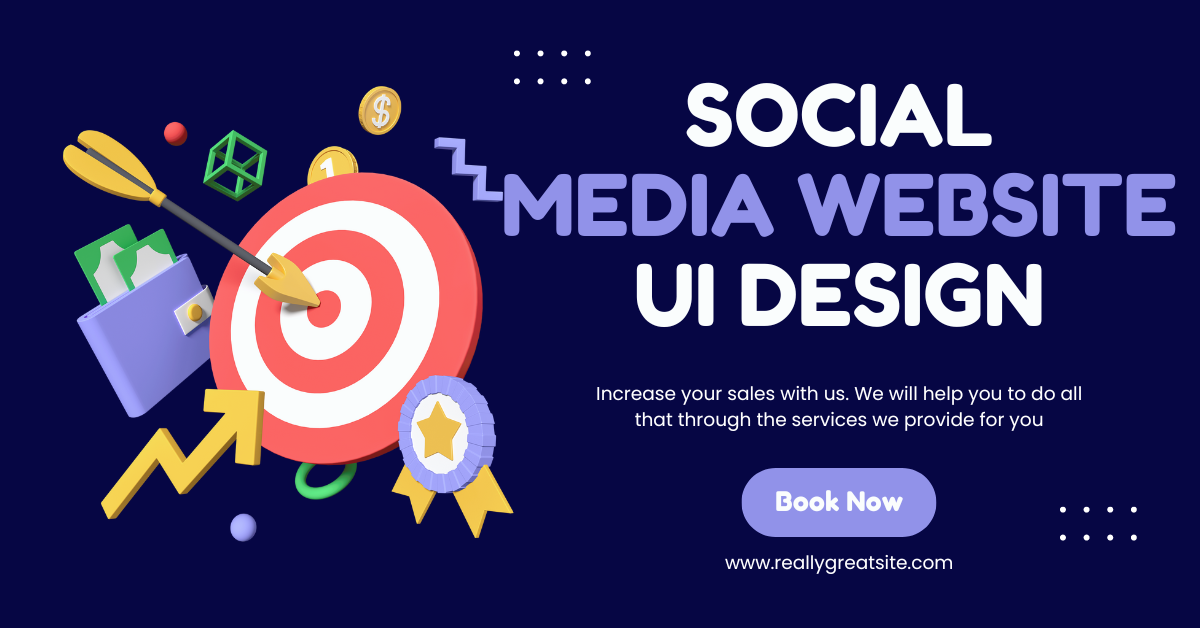 SOCIAL
MEDIA WEBSITE
UI DESIGN
Increase your sales with us. We will help you to do all
that through the services we provide for you
Book Now
www.reallygreatsite.com
$
1